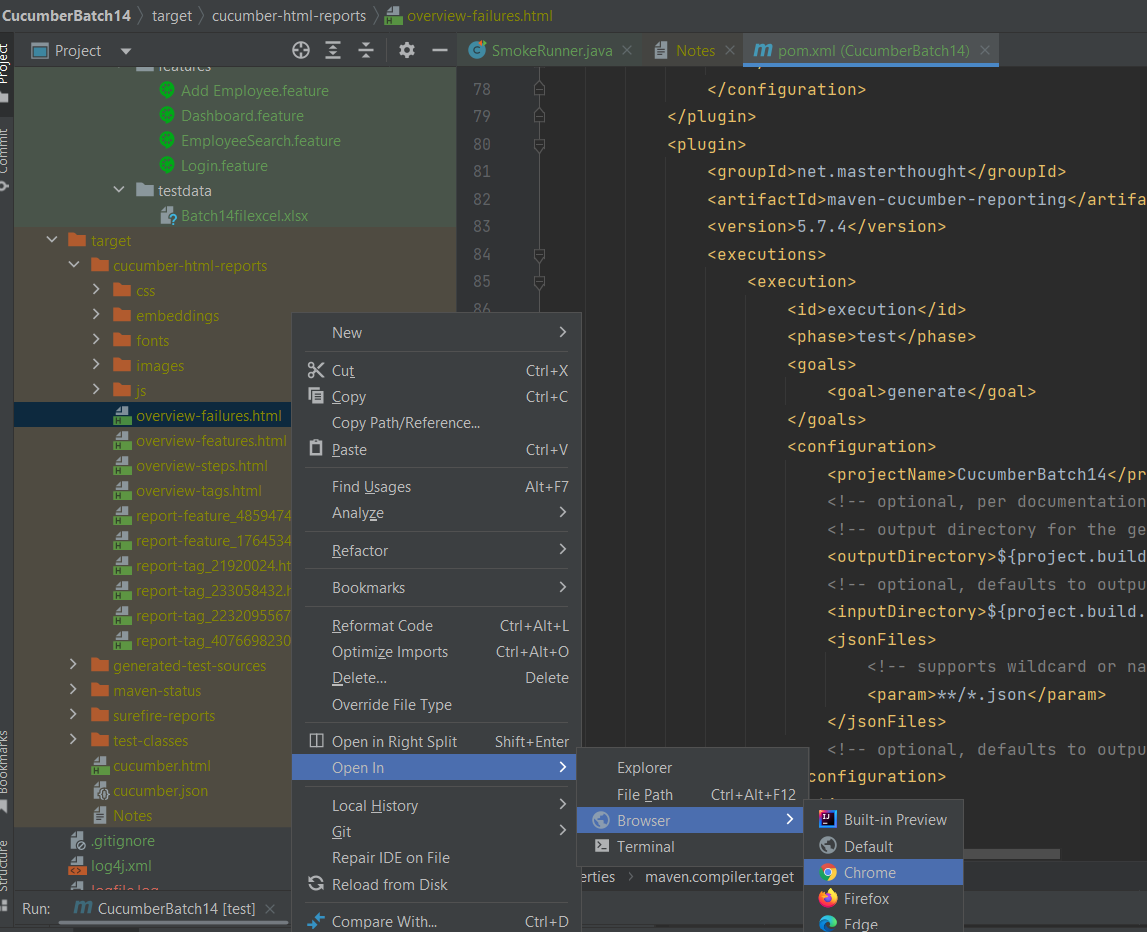 CucumberBatch14 target cucumber-html-reports overview-failures.html
Project
Project
SmokeRunner.java
Notes
pom.xml (CucumberBatch14)
Commit
Bookmarks
Structure
features
Add Employee.feature
Dashboard.feature
EmployeeSearch.feature
Login.feature
testdata
Batch14filexcel.xlsx
target
cucumber-html-reports
css
embeddings
fonts
images
js
overview-failures.html
overview-features.html
overview-steps.html
overview-tags.html
report-feature_4859474
report-feature_1764534
report-tag_21920024.ht
report-tag_233058432.h
report-tag_2232095567
report-tag_4076698230
generated-test-sources
maven-status
surefire-reports
test-classes
cucumber.html
cucumber.json
Notes
.gitignore
log4j.xml
logfile.log
Run: CucumberBatch14 [test]
78 </configuration>
79 </plugin>
80 <plugin>
81 <groupId>net.masterthought</groupId>
82 <artifactId>maven-cucumber-reporting</artifa
83 <version>5.7.4</version>
84 <executions>
85 <execution>
86 <id>execution</id>
<phase>test</phase>
<goals>
<goal>generate</goal>
</goals>
<configuration>
<projectName>CucumberBatch14</pr
<!-- optional, per documentation
<!-- output directory for the ge
<outputDirectory>${project.build
<!-- optional, defaults to outpu
<inputDirectory>${project.build.
<jsonFiles>
<!-- supports wildcard or na
<param>**/*.json</param>
</jsonFiles>
<!-- optional, defaults to outpu
configuration>
erties maven.compiler.target
New
Cut Ctrl+X
Copy Ctrl+C
Copy Path/Reference...
Paste Ctrl+V
Find Usages Alt+F7
Analyze
Refactor
Bookmarks
Reformat Code Ctrl+Alt+L
Optimize Imports Ctrl+Alt+O
Delete... Delete
Override File Type
Open in Right Split Shift+Enter
Open In
Local History
Git
Repair IDE on File
Reload from Disk
Compare With... Ctrl+D
Explorer
File Path Ctrl+Alt+F12
Browser
Terminal
Built-in Preview
Default
Chrome
Firefox
Edge